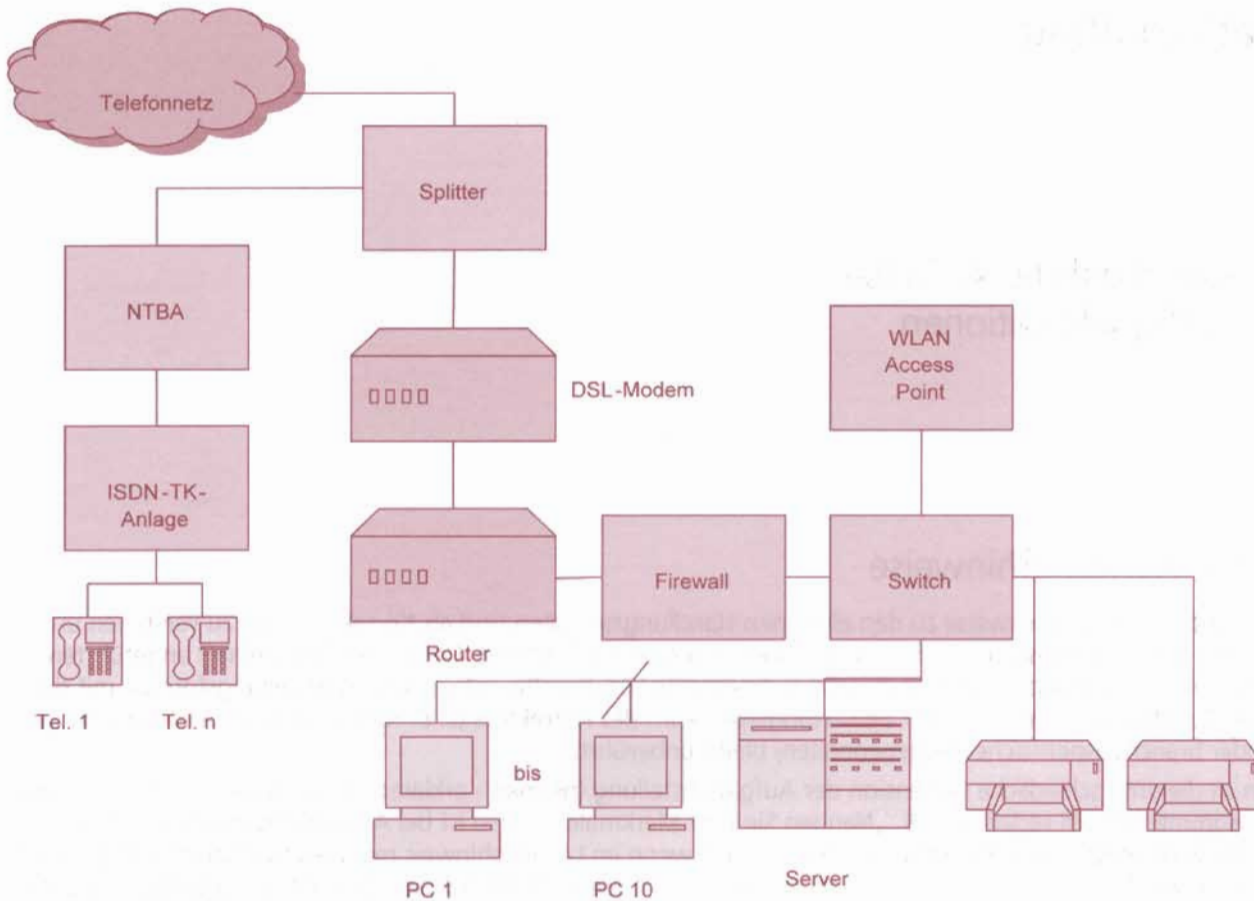 Telefonnetz
Splitter
NTBA
WLAN
Access
Point
DSL-Modem
ISDN-TK-
Anlage
Firewall
Switch
Router
Tel. 1
Tel. n
bis
PC 1
PC 10
Server